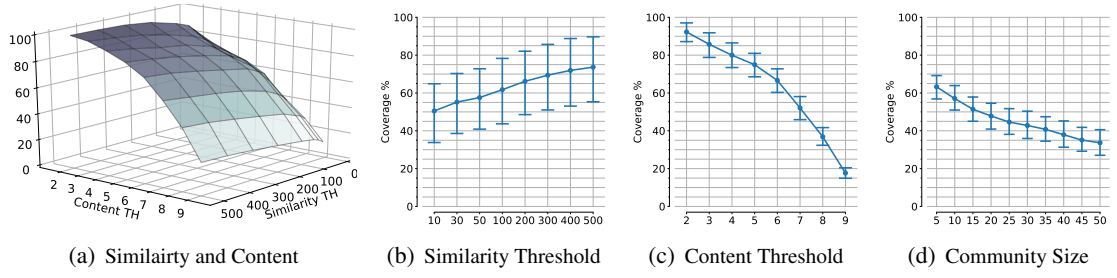 100
80
60
40
20
0
2 3 4 5 6 7 8 9
Content TH
500 400 300 200 100 0
Similarity TH
(a) Similairty and Content
Coverage %
100
80
60
40
20
0
10 30 50 100 200 300 400 500
(b) Similarity Threshold
Coverage %
100
80
60
40
20
0
2 3 4 5 6 7 8 9
(c) Content Threshold
Coverage %
100
80
60
40
20
0
5 10 15 20 25 30 35 40 45 50
(d) Community Size